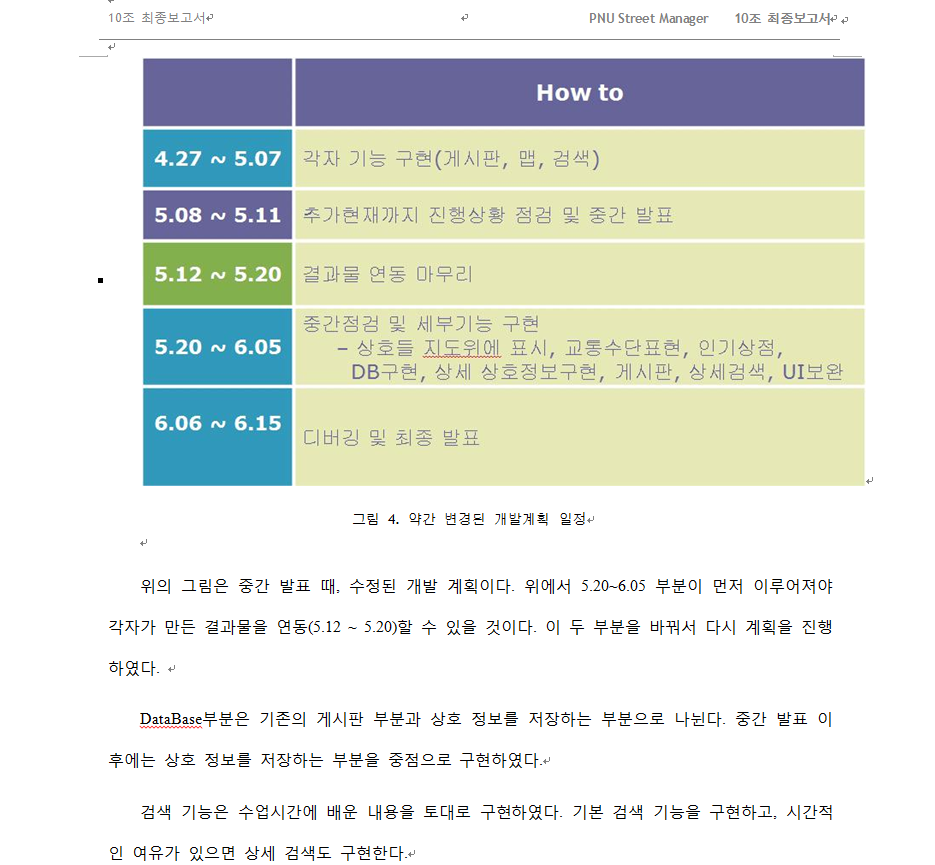 10조 최종보고서 PNU Street Manager 10조 최종보고서
How to
4.27 ~ 5.07 각자 기능 구현(게시판, 맵, 검색)
5.08 ~ 5.11 추가현재까지 진행상황 점검 및 중간 발표
5.12 ~ 5.20 결과물 연동 마무리
5.20 ~ 6.05 중간점검 및 세부기능 구현
– 상호들 지도위에 표시, 교통수단표현, 인기상점,
DB구현, 상세 상호정보구현, 게시판, 상세검색, UI보완
6.06 ~ 6.15 디버깅 및 최종 발표
그림 4. 약간 변경된 개발계획 일정
위의 그림은 중간 발표 때, 수정된 개발 계획이다. 위에서 5.20~6.05 부분이 먼저 이루어져야
각자가 만든 결과물을 연동(5.12 ~ 5.20)할 수 있을 것이다. 이 두 부분을 바꿔서 다시 계획을 진행
하였다.
DataBase부분은 기존의 게시판 부분과 상호 정보를 저장하는 부분으로 나뉜다. 중간 발표 이
후에는 상호 정보를 저장하는 부분을 중점으로 구현하였다.
검색 기능은 수업시간에 배운 내용을 토대로 구현하였다. 기본 검색 기능을 구현하고, 시간적
인 여유가 있으면 상세 검색도 구현한다.